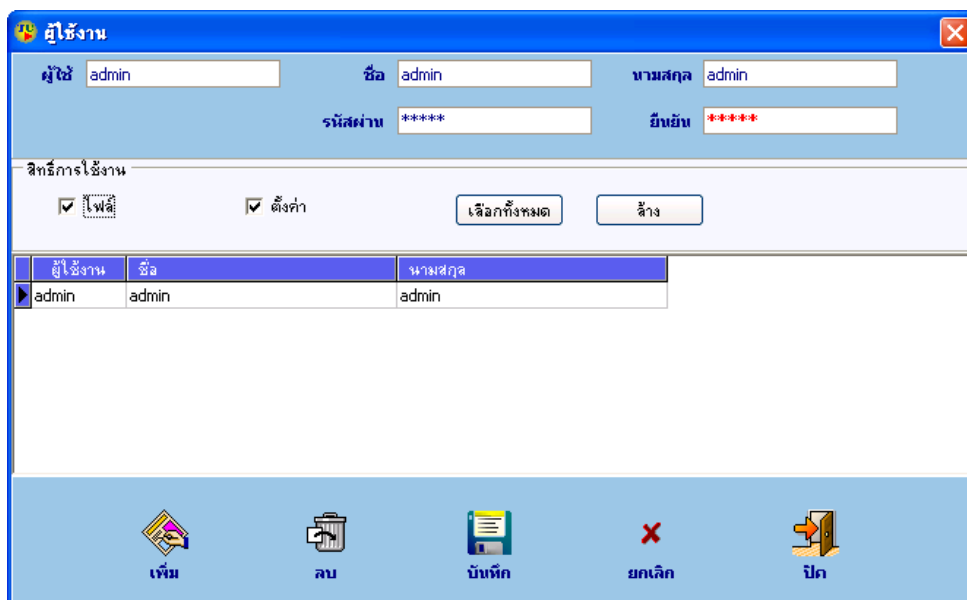 ผู้ใช้งาน
ผู้ใช้ admin ชื่อ admin นามสกุล admin
รหัสผ่าน ***** ยืนยัน *****
สิทธิ์การใช้งาน
ไฟล์ ตั้งค่า เลือกทั้งหมด ล้าง
ผู้ใช้งาน ชื่อ นามสกุล
admin admin admin
เพิ่ม ลบ บันทึก ยกเลิก ปิด